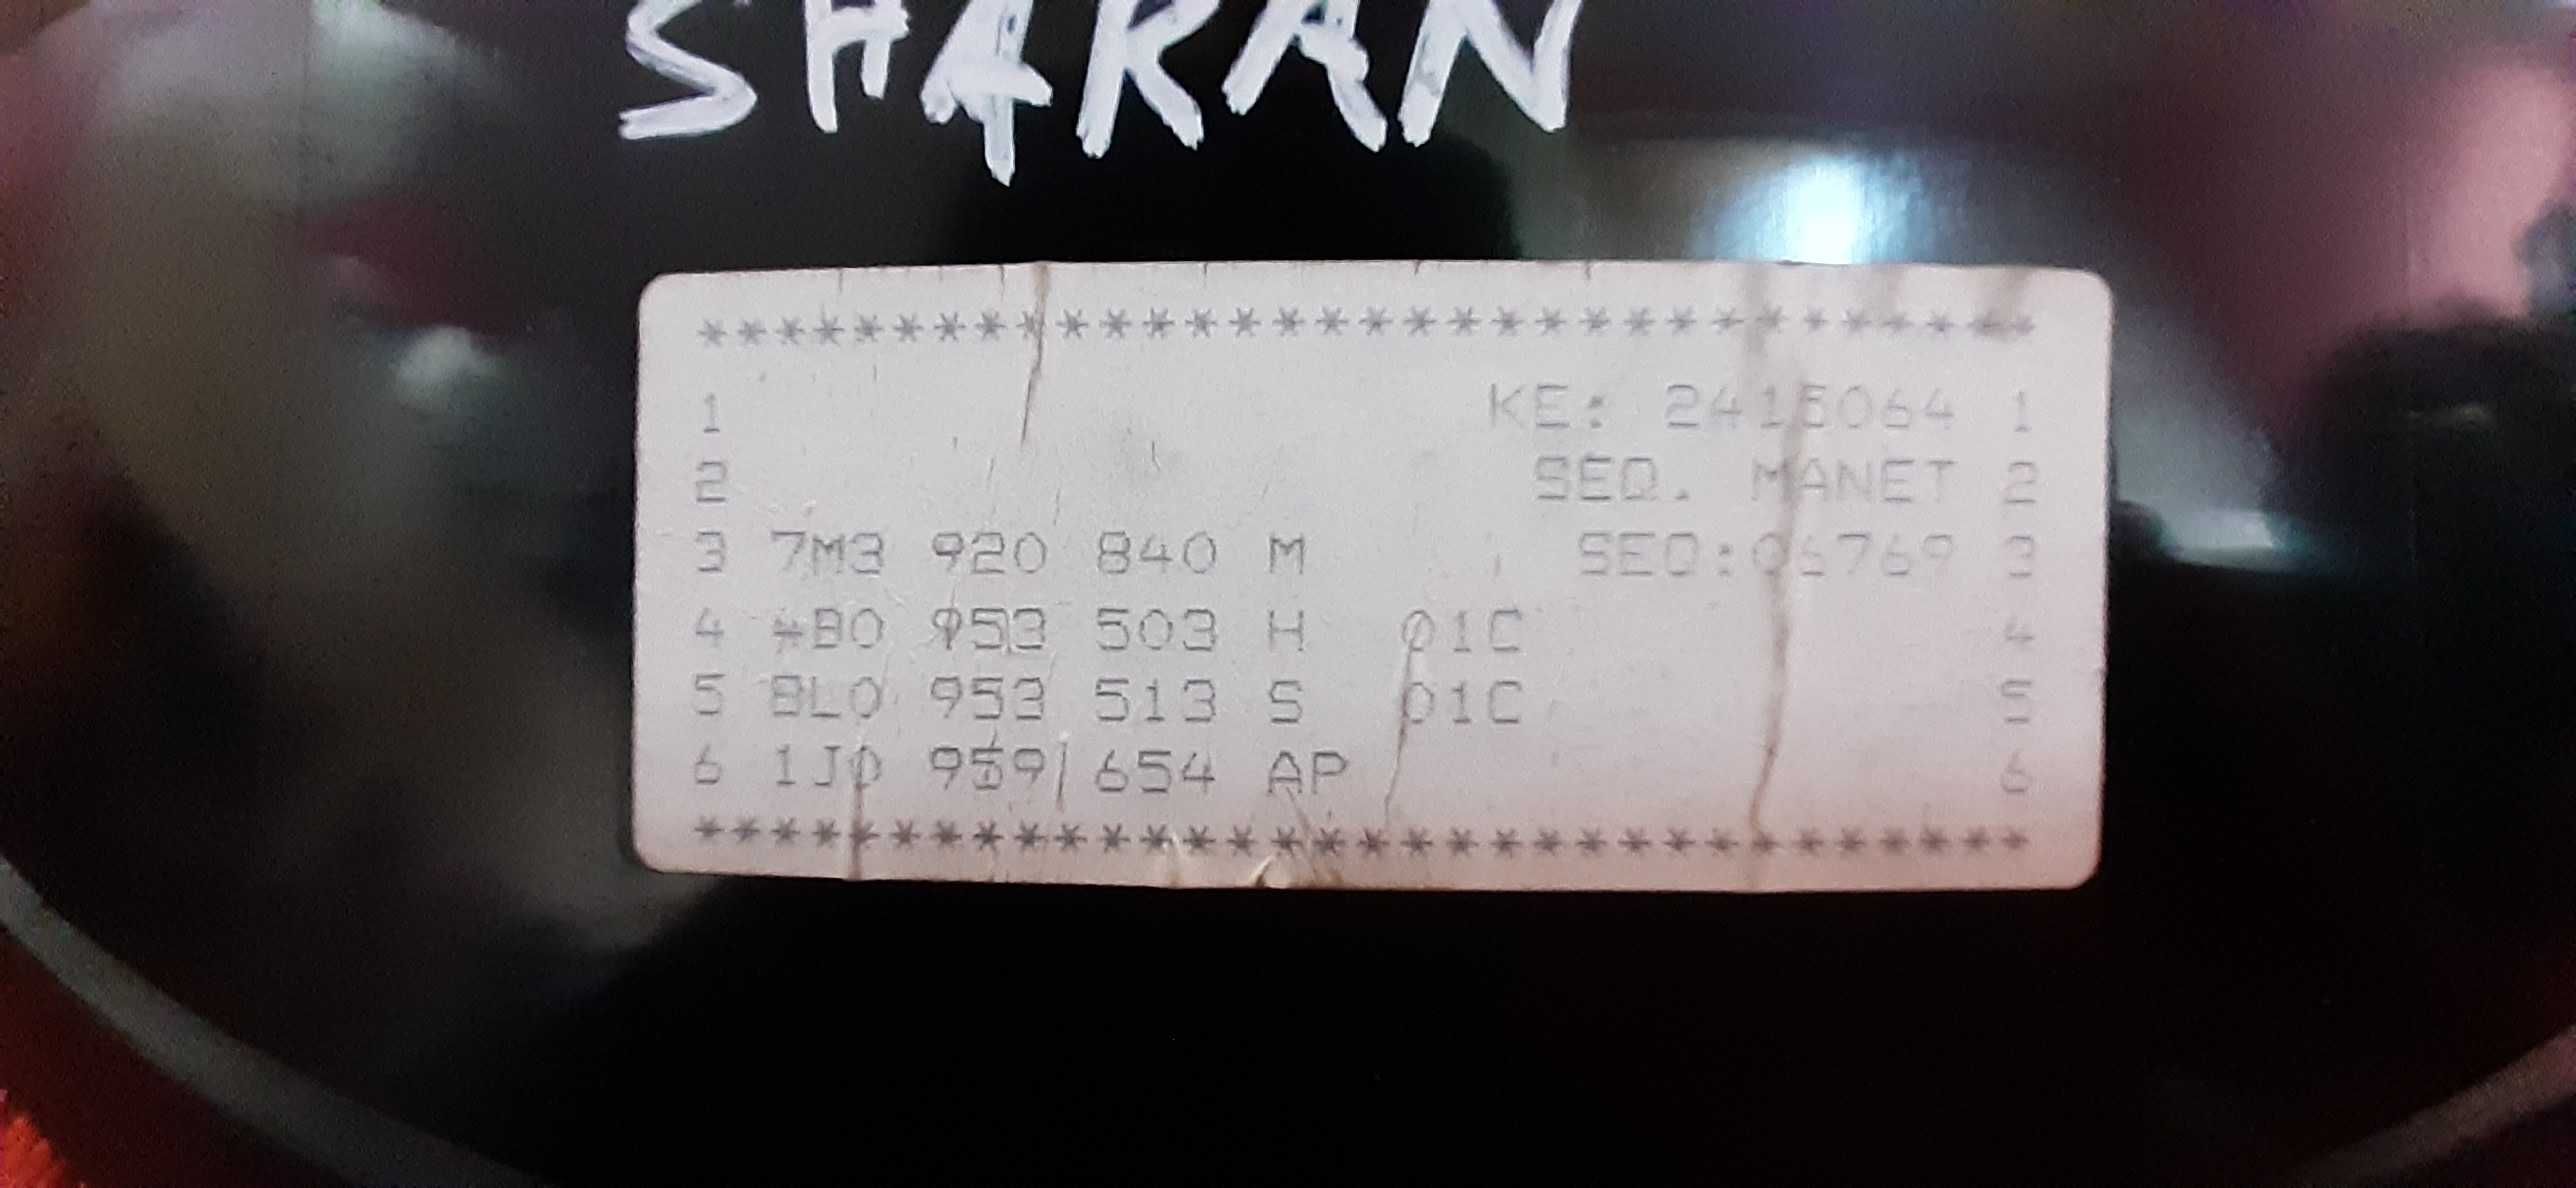 SHARAN
*********************************
1 KE: 2415064 1
2 SEQ. MANET 2
3 7M3 920 840 M SEQ:06769 3
4 *B0 953 503 H 01C 4
5 8L0 953 513 S 01C 5
6 1J0 959 654 AP 6
*********************************